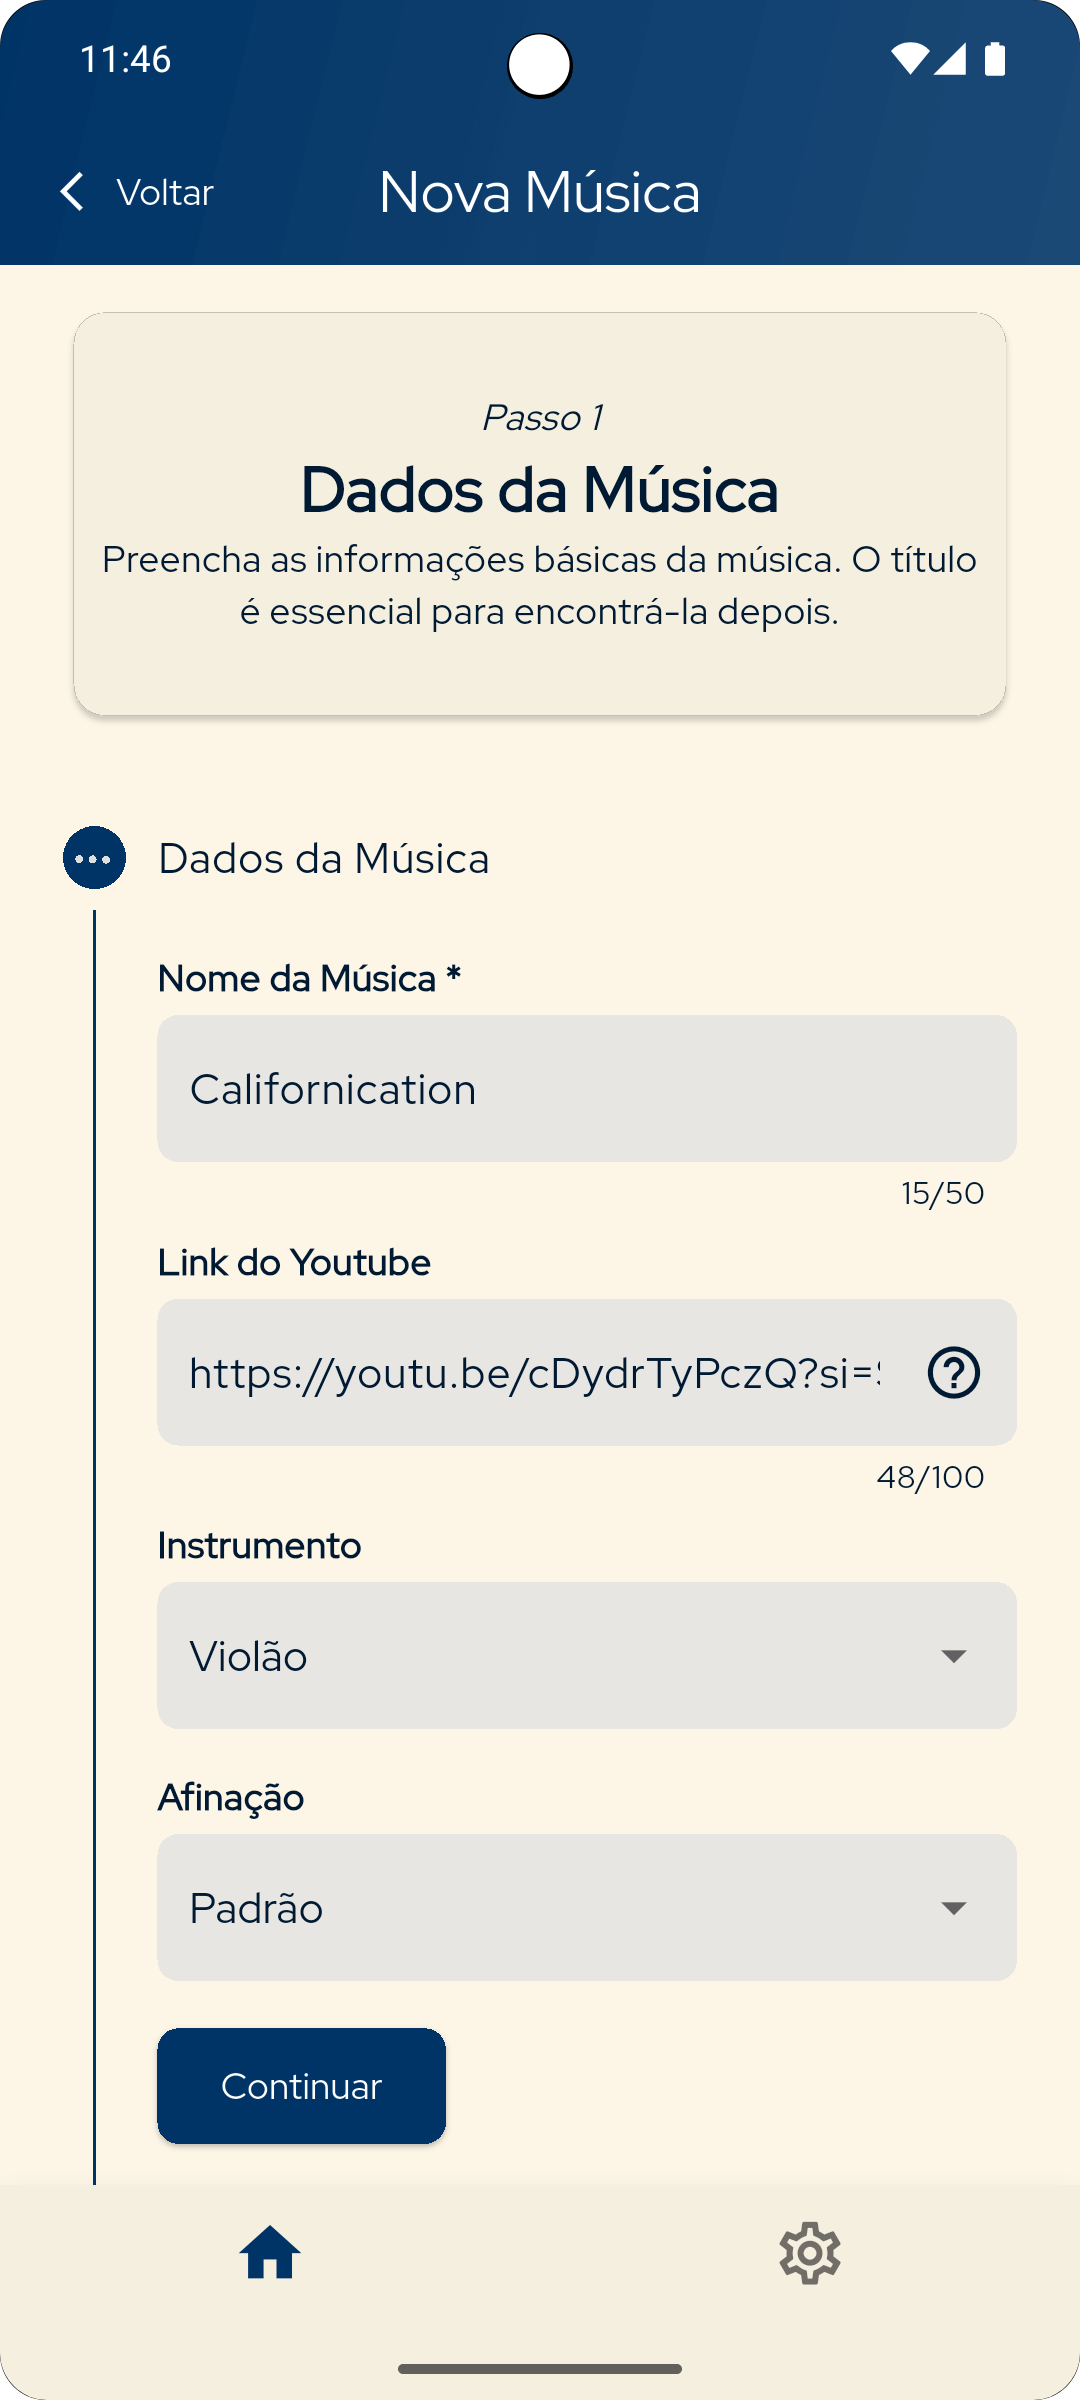 11:46
Voltar
Nova Música
Passo 1
Dados da Música
Preencha as informações básicas da música. O título
é essencial para encontrá-la depois.
Dados da Música
Nome da Música *
Californication
15/50
Link do Youtube
https://youtu.be/cDydrTyPczQ?si=
48/100
Instrumento
Violão
Afinação
Padrão
Continuar